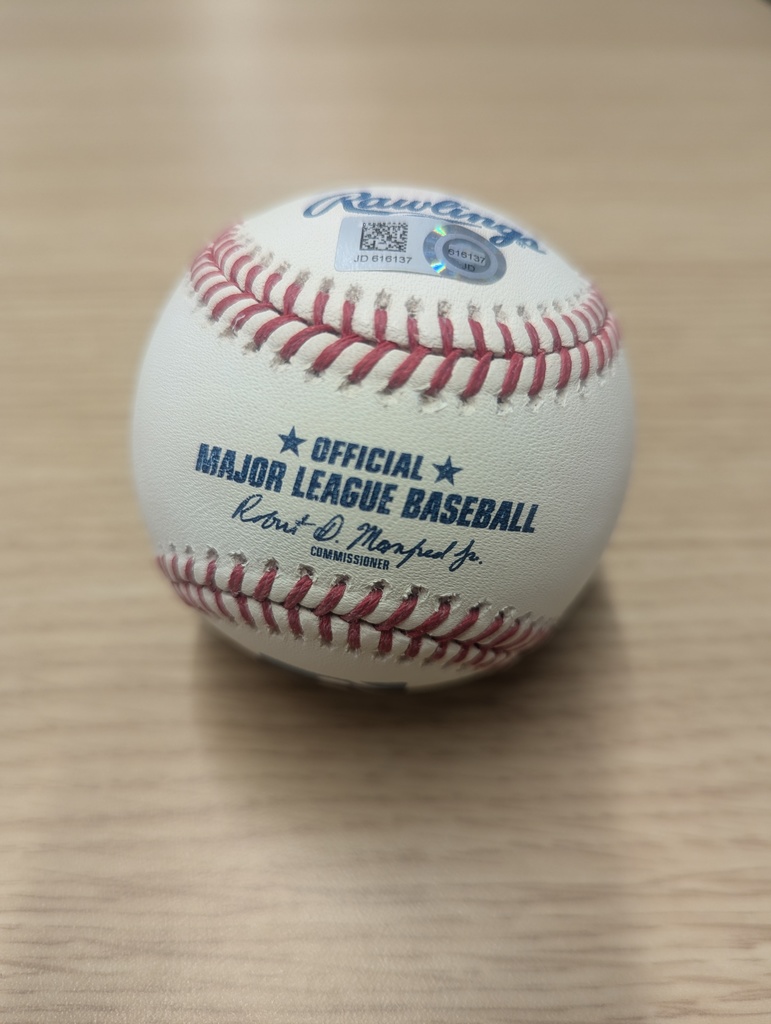 Rawlings
JD 616137
616137
JD
OFFICIAL
MAJOR LEAGUE BASEBALL
Robert D. Manfred Jr.
COMMISSIONER